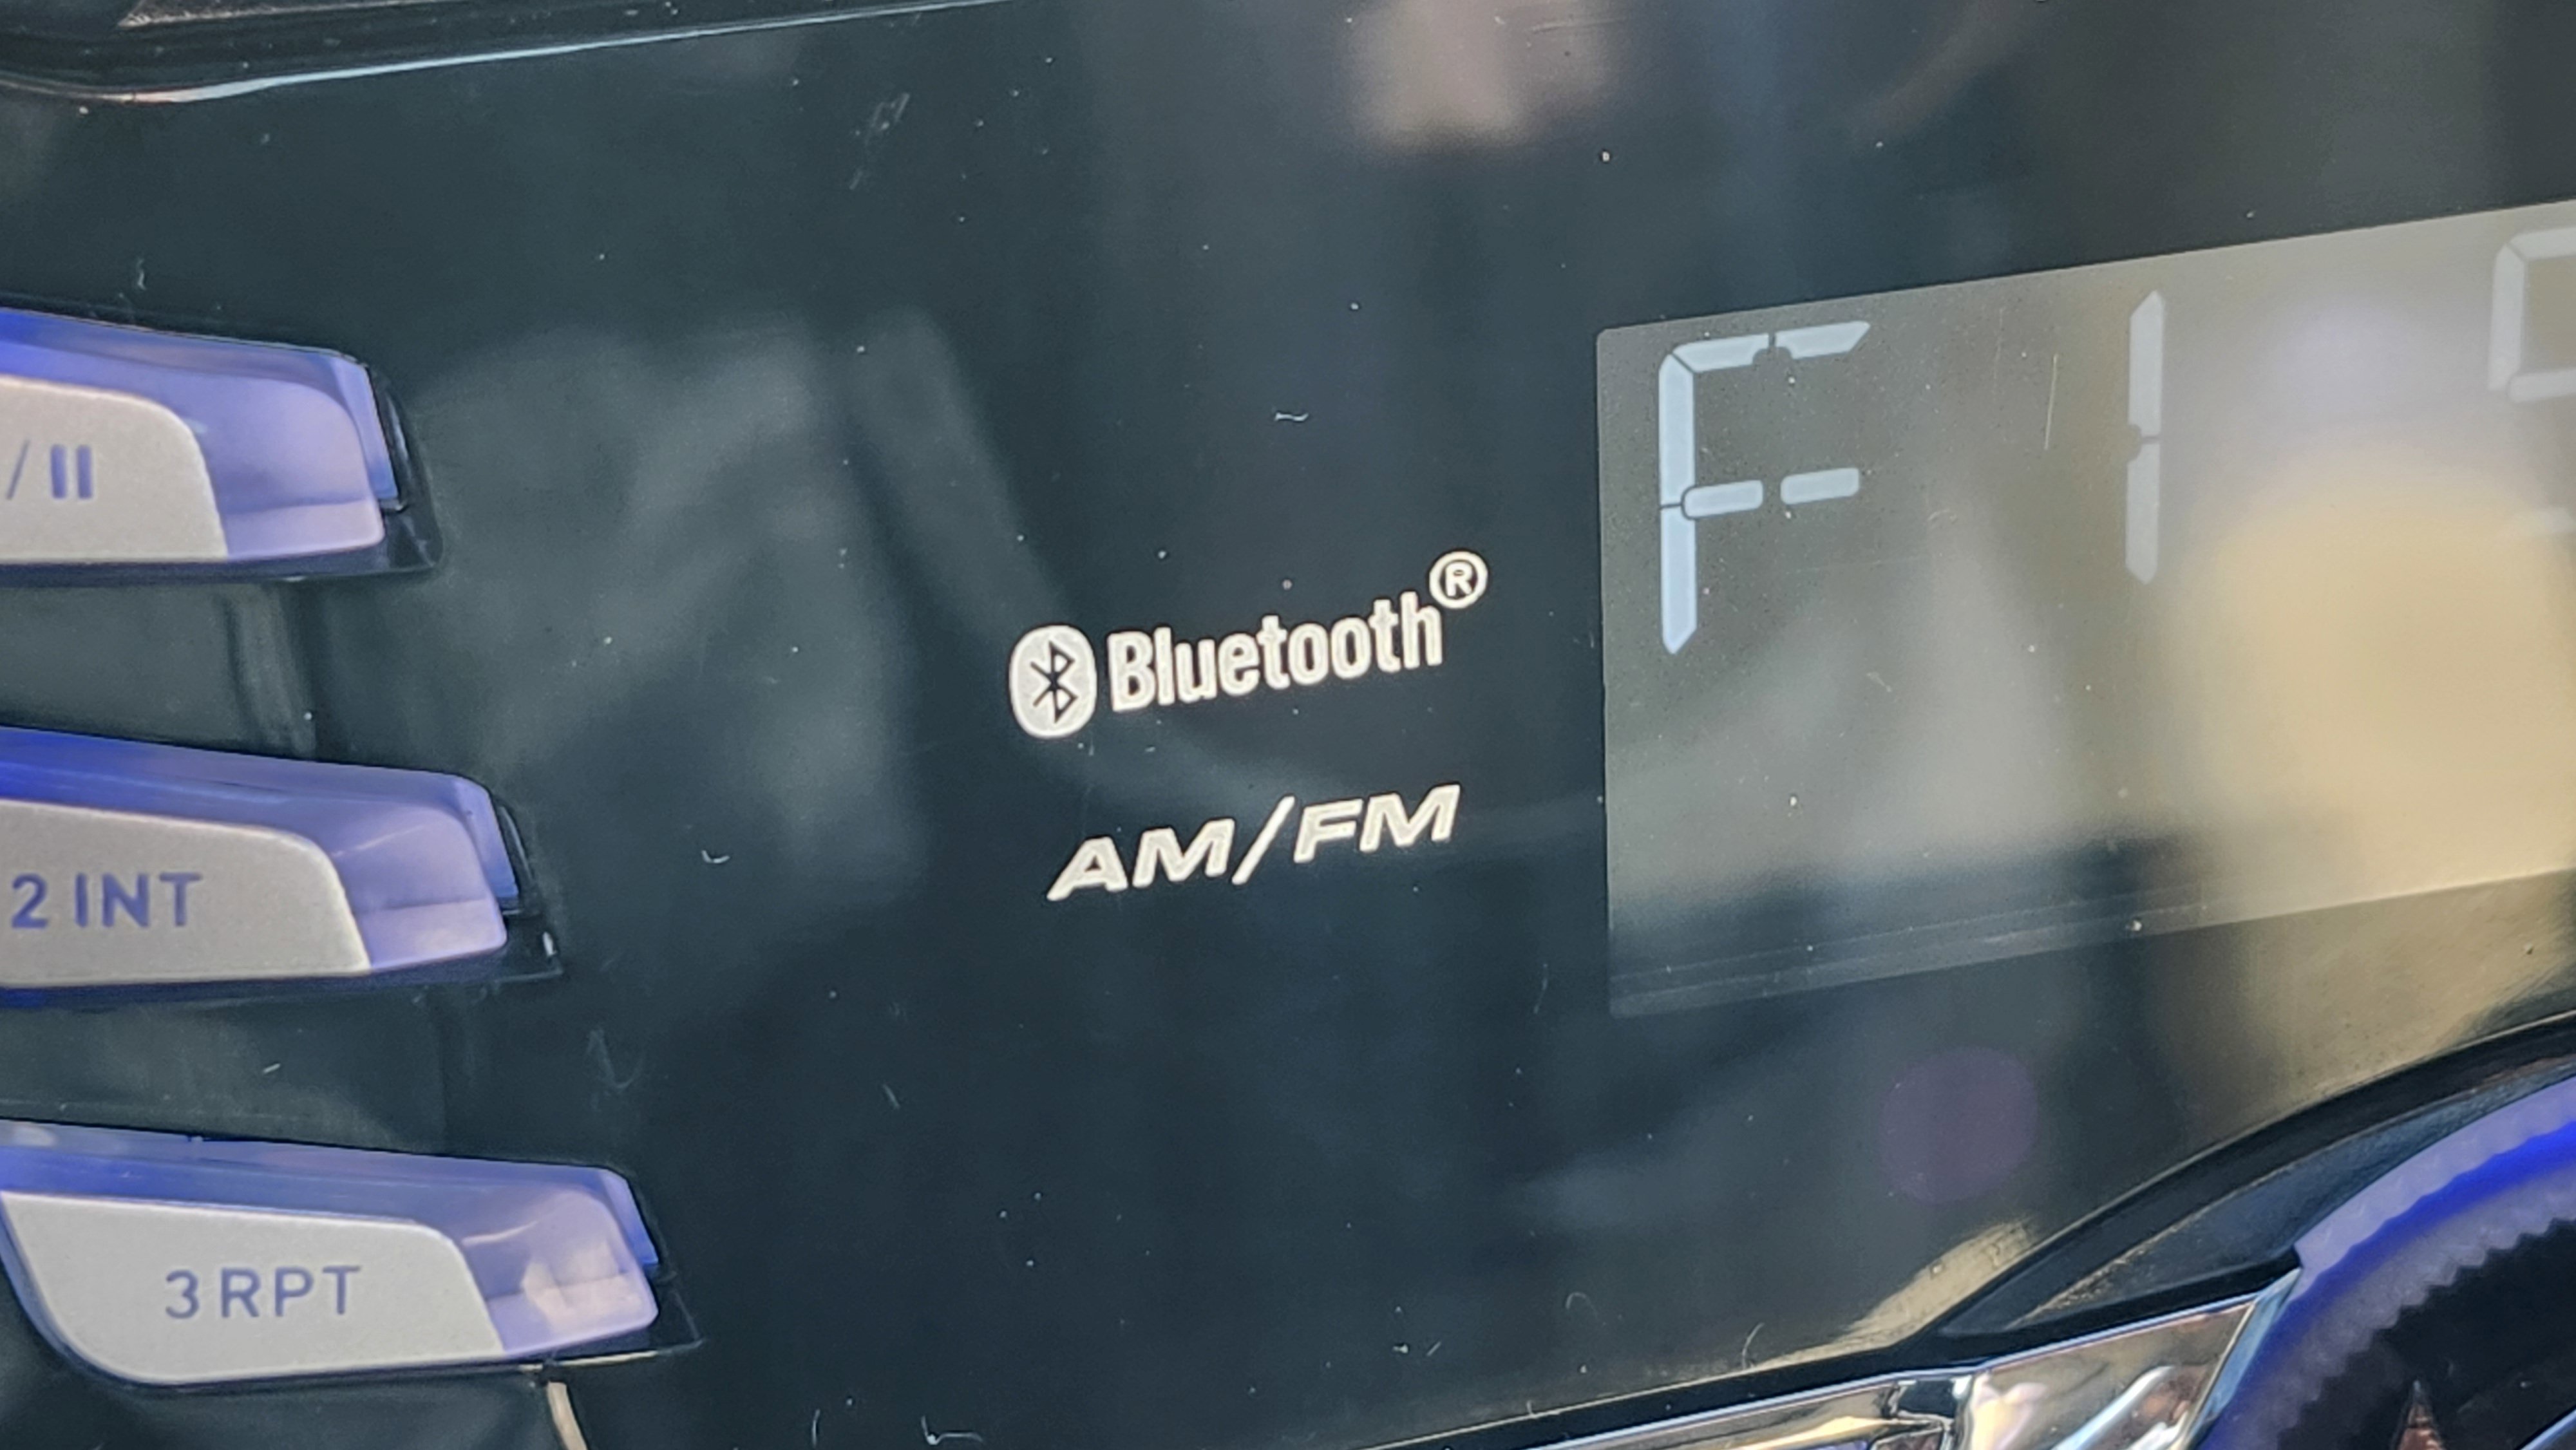 /II
2 INT
3 RPT
Bluetooth®
AM/FM
F 1